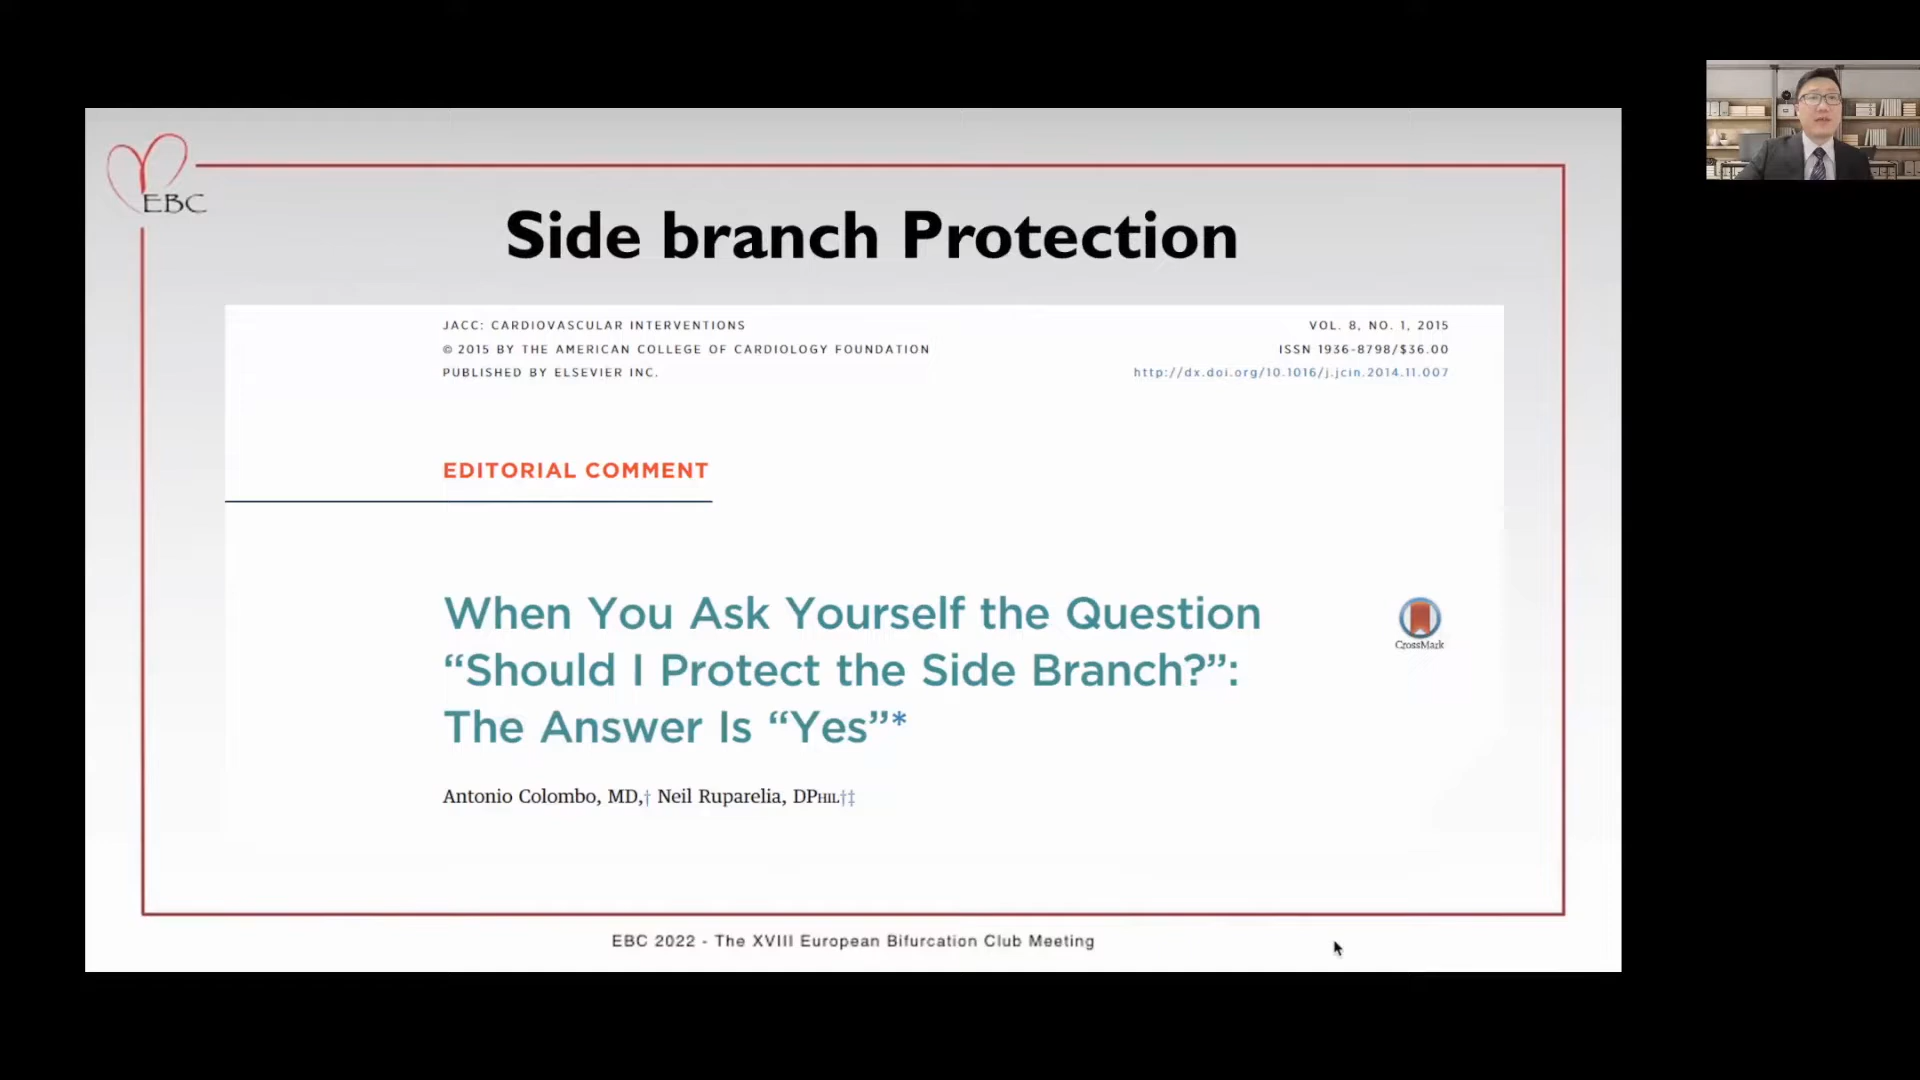 EBC
Side branch Protection
JACC: CARDIOVASCULAR INTERVENTIONS
© 2015 BY THE AMERICAN COLLEGE OF CARDIOLOGY FOUNDATION
PUBLISHED BY ELSEVIER INC.
VOL. 8, NO. 1, 2015
ISSN 1936-8798/$36.00
http://dx.doi.org/10.1016/j.jcin.2014.11.007
EDITORIAL COMMENT
When You Ask Yourself the Question
“Should I Protect the Side Branch?”:
The Answer Is “Yes”*
CrossMark
Antonio Colombo, MD,† Neil Ruparelia, DPHIL†‡
EBC 2022 - The XVIII European Bifurcation Club Meeting